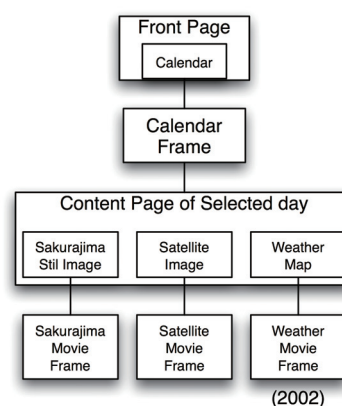 Front Page
Calendar
Calendar
Frame
Content Page of Selected day
Sakurajima
Stil Image
Satellite
Image
Weather
Map
Sakurajima
Movie
Frame
Satellite
Movie
Frame
Weather
Movie
Frame
(2002)